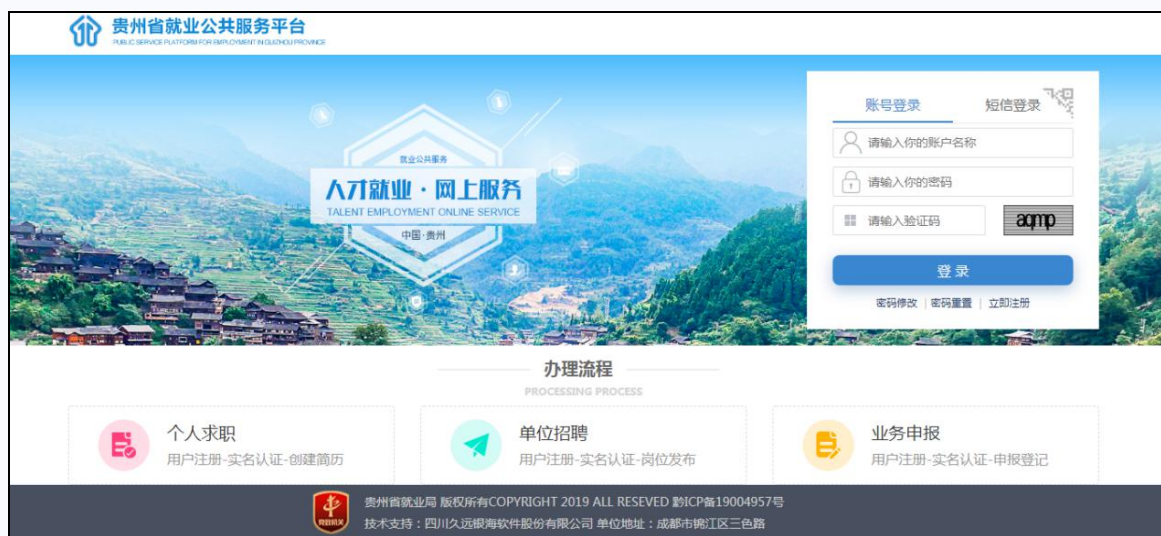 贵州省就业公共服务平台
PUBLIC SERVICE PLATFORM FOR EMPLOYMENT IN GUIZHOU PROVINCE
账号登录 短信登录
请输入你的账户名称
请输入你的密码
请输入验证码 aqmp
登录
密码修改 | 密码重置 | 立即注册
就业公共服务
人才就业·网上服务
TALENT EMPLOYMENT ONLINE SERVICE
中国·贵州
办理流程
PROCESSING PROCESS
个人求职
用户注册-实名认证-创建简历
单位招聘
用户注册-实名认证-岗位发布
业务申报
用户注册-实名认证-申报登记
党政机关
贵州省就业局 版权所有COPYRIGHT 2019 ALL RESEVED 黔ICP备19004957号
技术支持：四川久远银海软件股份有限公司 单位地址：成都市锦江区三色路